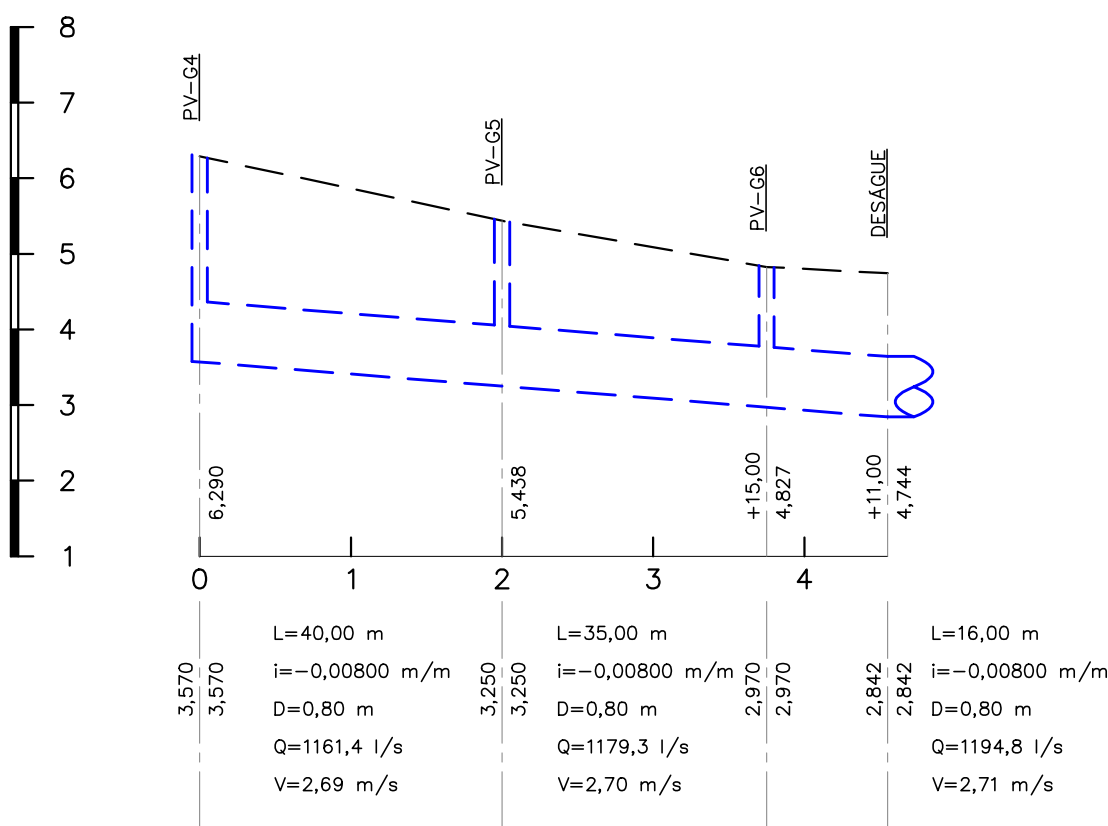 8
7
6
5
4
3
2
1
PV-G4
PV-G5
PV-G6
DESÁGUE
6,290
5,438
+15,00
4,827
+11,00
4,744
0
1
2
3
4
3,570
3,570
L=40,00 m
i=-0,00800 m/m
D=0,80 m
Q=1161,4 l/s
V=2,69 m/s
3,250
3,250
L=35,00 m
i=-0,00800 m/m
D=0,80 m
Q=1179,3 l/s
V=2,70 m/s
2,970
2,970
2,842
2,842
L=16,00 m
i=-0,00800 m/m
D=0,80 m
Q=1194,8 l/s
V=2,71 m/s